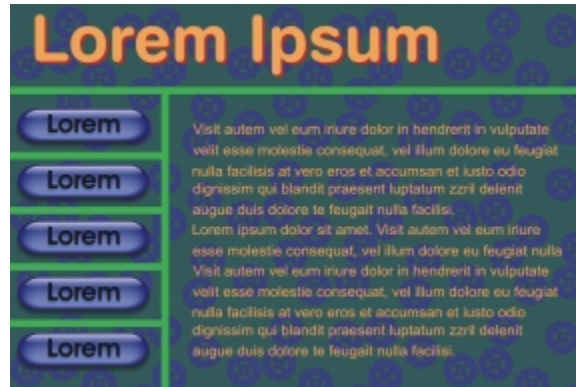 Lorem Ipsum
Lorem
Lorem
Lorem
Lorem
Lorem
Visit autem vel eum iriure dolor in hendrerit in vulputate
velit esse molestie consequat, vel illum dolore eu feugiat
nulla facilisis at vero eros et accumsan et iusto odio
dignissim qui blandit praesent luptatum zzril delenit
augue duis dolore te feugait nulla facilisi.
Lorem ipsum dolor sit amet. Visit autem vel eum iriure
esse molestie consequat, vel illum dolore eu feugiat nulla
Visit autem vel eum iriure dolor in hendrerit in vulputate
velit esse molestie consequat, vel illum dolore eu feugiat
nulla facilisis at vero eros et accumsan et iusto odio
dignissim qui blandit praesent luptatum zzril delenit
augue duis dolore te feugait nulla facilisi.